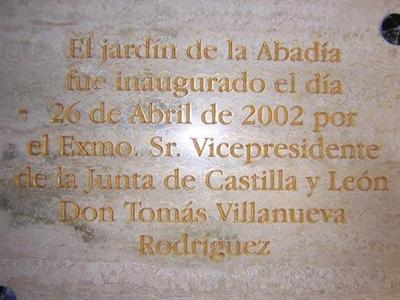 El jardín de la Abadía
fue inaugurado el día
26 de Abril de 2002 por
el Exmo. Sr. Vicepresidente
de la Junta de Castilla y León
Don Tomás Villanueva
Rodríguez